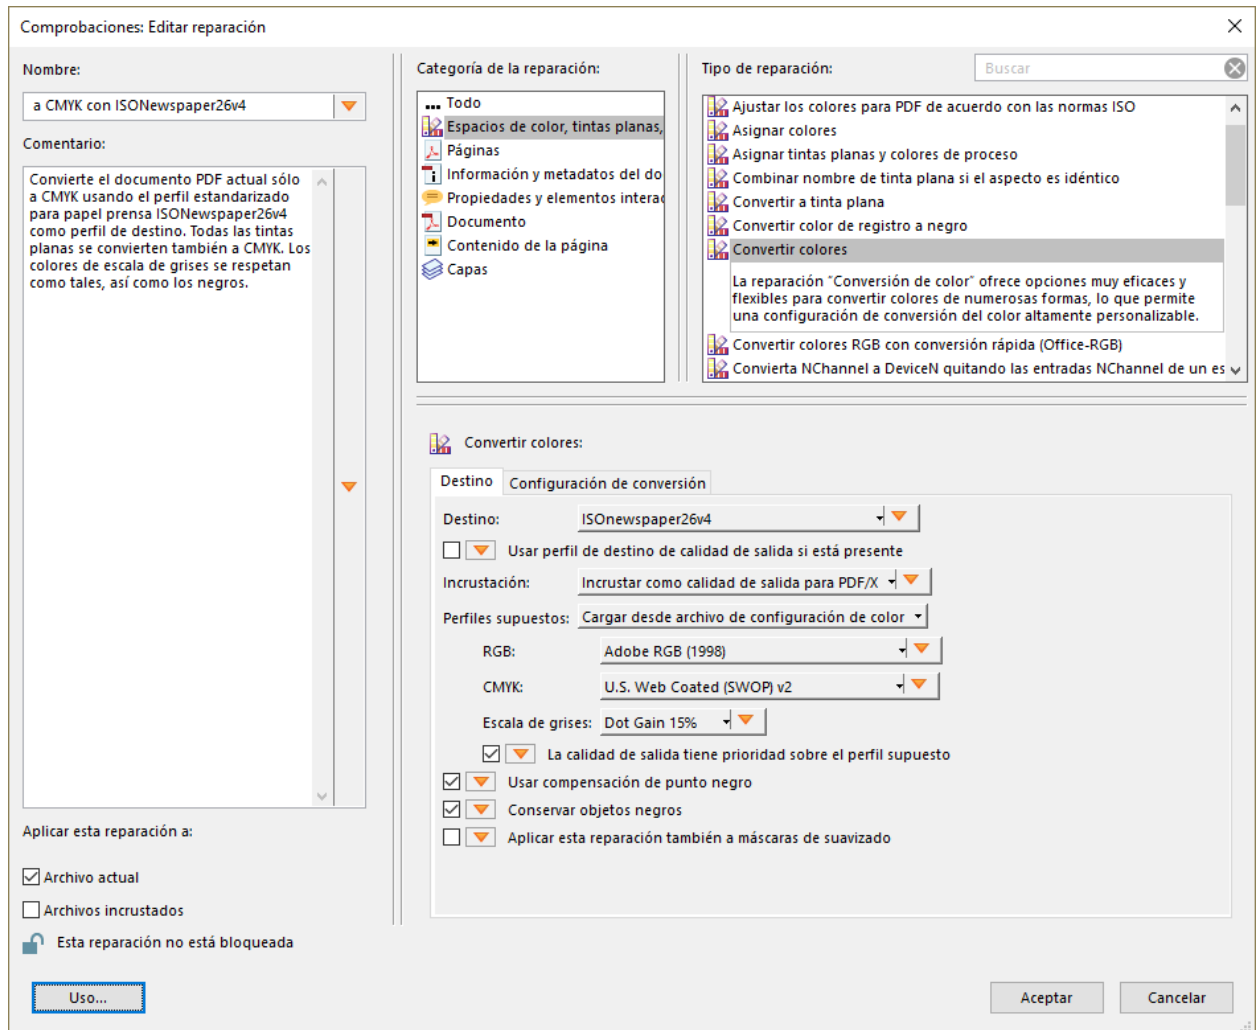 Comprobaciones: Editar reparación
Nombre:
a CMYK con ISONewspaper26v4
Comentario:
Convierte el documento PDF actual sólo
a CMYK usando el perfil estandarizado
para papel prensa ISONewspaper26v4
como perfil de destino. Todas las tintas
planas se convierten también a CMYK. Los
colores de escala de grises se respetan
como tales, así como los negros.
Aplicar esta reparación a:
Archivo actual
Archivos incrustados
Esta reparación no está bloqueada
Uso...
Categoría de la reparación:
Todo
Espacios de color, tintas planas,
Páginas
Información y metadatos del do
Propiedades y elementos interac
Documento
Contenido de la página
Capas
Tipo de reparación:
Buscar
Ajustar los colores para PDF de acuerdo con las normas ISO
Asignar colores
Asignar tintas planas y colores de proceso
Combinar nombre de tinta plana si el aspecto es idéntico
Convertir a tinta plana
Convertir color de registro a negro
Convertir colores
La reparación "Conversión de color" ofrece opciones muy eficaces y
flexibles para convertir colores de numerosas formas, lo que permite
una configuración de conversión del color altamente personalizable.
Convertir colores RGB con conversión rápida (Office-RGB)
Convierta NChannel a DeviceN quitando las entradas NChannel de un es
Convertir colores:
Destino Configuración de conversión
Destino: ISOnewspaper26v4
Usar perfil de destino de calidad de salida si está presente
Incrustación: Incrustar como calidad de salida para PDF/X
Perfiles supuestos: Cargar desde archivo de configuración de color
RGB: Adobe RGB (1998)
CMYK: U.S. Web Coated (SWOP) v2
Escala de grises: Dot Gain 15%
La calidad de salida tiene prioridad sobre el perfil supuesto
Usar compensación de punto negro
Conservar objetos negros
Aplicar esta reparación también a máscaras de suavizado
Aceptar Cancelar